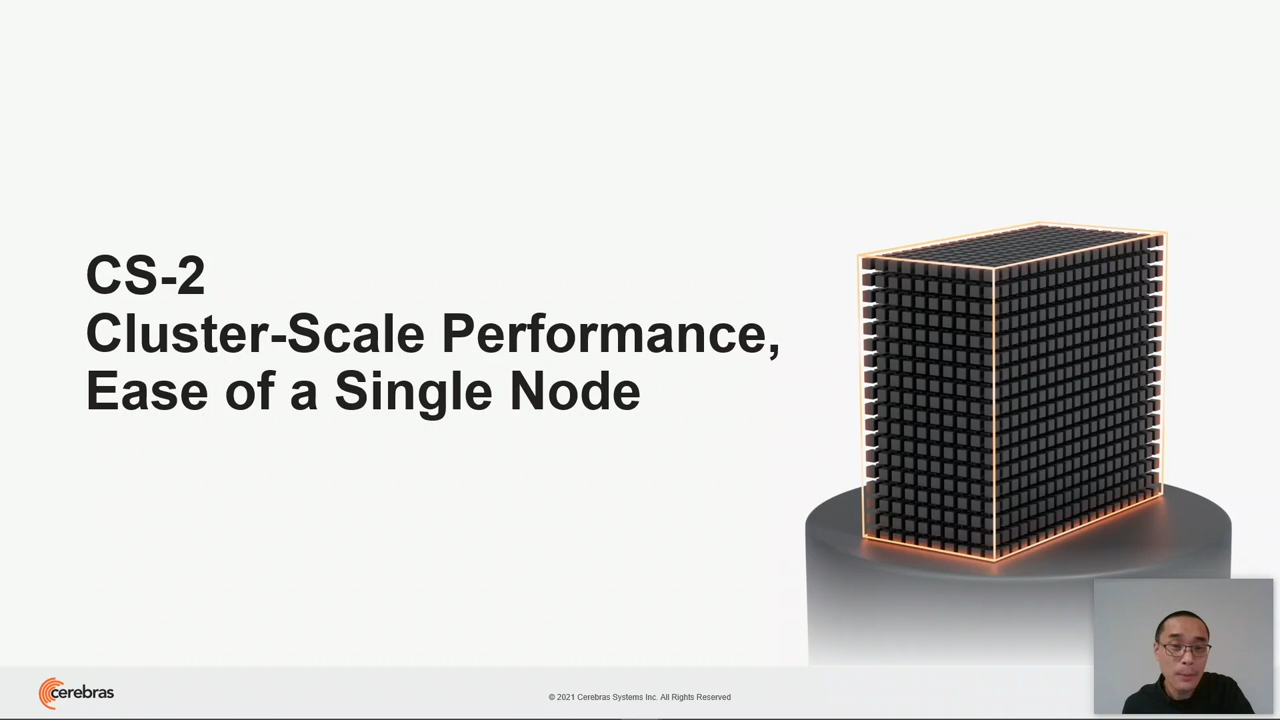 CS-2
Cluster-Scale Performance,
Ease of a Single Node
cerebras
© 2021 Cerebras Systems Inc. All Rights Reserved